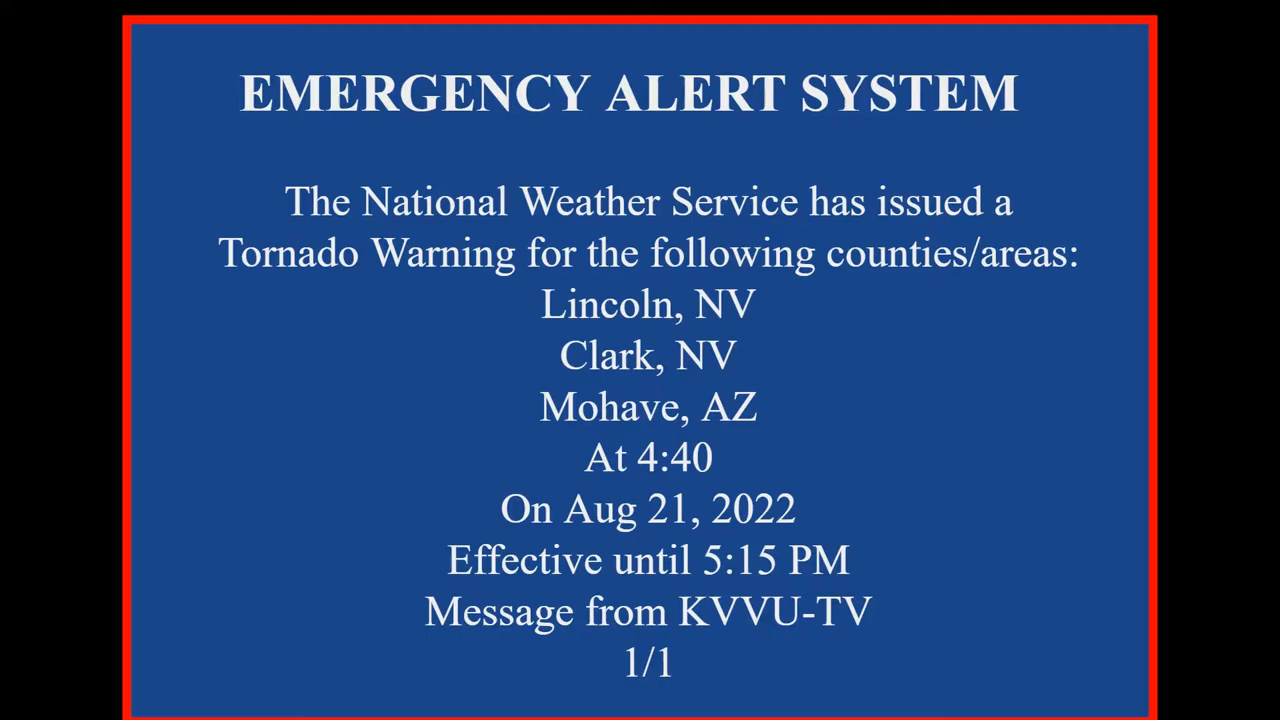 EMERGENCY ALERT SYSTEM
The National Weather Service has issued a
Tornado Warning for the following counties/areas:
Lincoln, NV
Clark, NV
Mohave, AZ
At 4:40
On Aug 21, 2022
Effective until 5:15 PM
Message from KVVU-TV
1/1